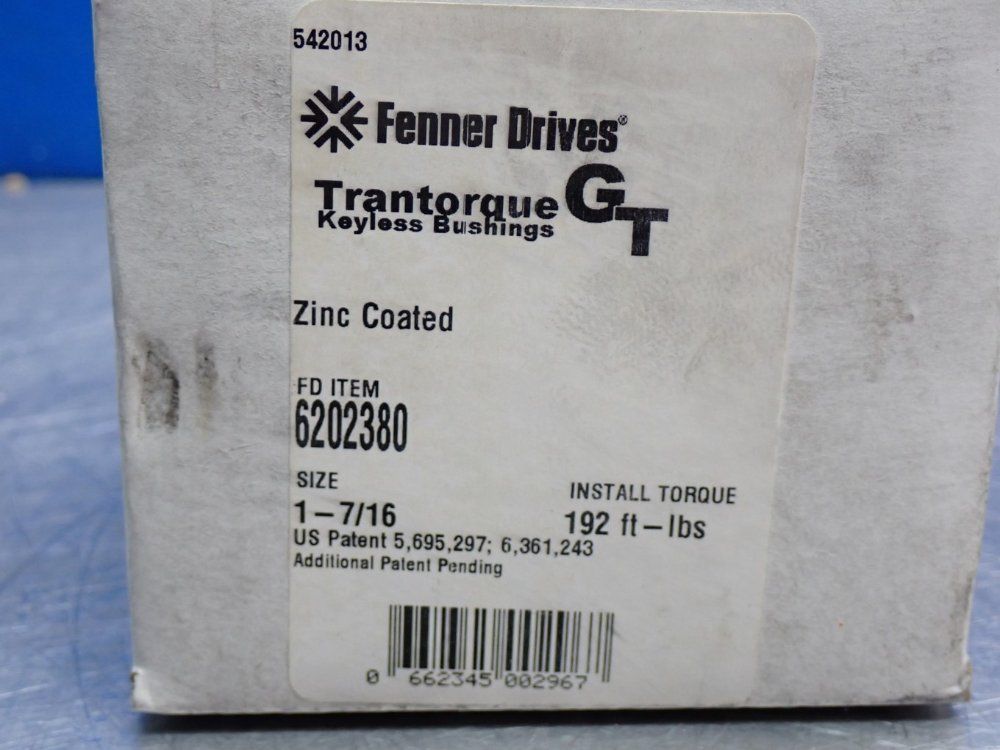 542013
Fenner Drives®
Trantorque GT
Keyless Bushings
Zinc Coated
FD ITEM
6202380
SIZE
INSTALL TORQUE
1-7/16
192 ft-lbs
US Patent 5,695,297; 6,361,243
Additional Patent Pending
0 662345 002967